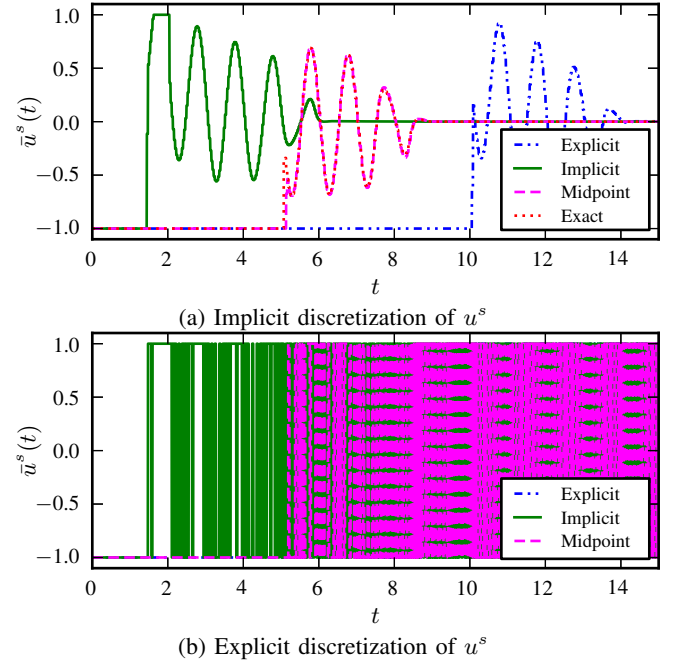 1.0
0.5
0.0
−0.5
−1.0
ū^s(t)
Explicit
Implicit
Midpoint
Exact
0 2 4 6 8 10 12 14
t
(a) Implicit discretization of u^s
1.0
0.5
0.0
−0.5
−1.0
ū^s(t)
Explicit
Implicit
Midpoint
0 2 4 6 8 10 12 14
t
(b) Explicit discretization of u^s